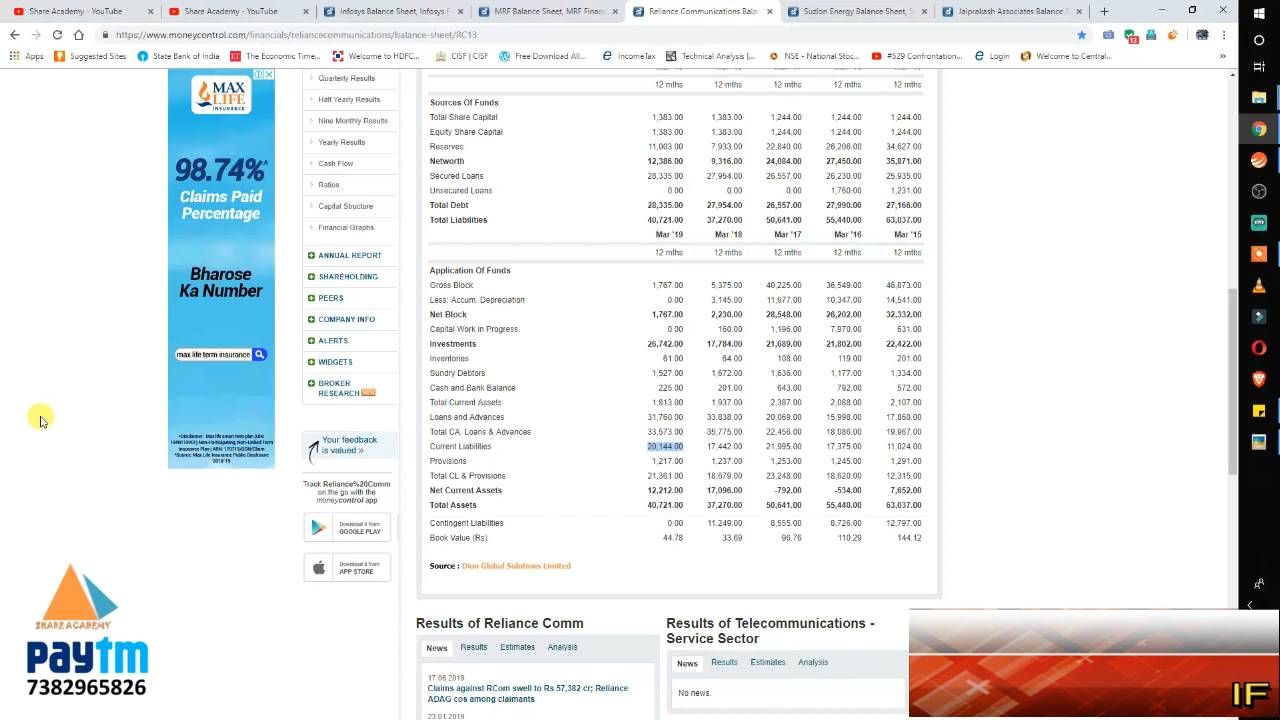 Share Academy - YouTube
Share Academy - YouTube
Infosys Balance Sheet, Infosys F
MRF Balance Sheet, MRF Financ
Reliance Communications Balanc
Suzlon Energy Balance Sheet, S
Jaiprakash Associates Balance S
https://www.moneycontrol.com/financials/reliancecommunications/balance-sheet/RC13
Apps
Suggested Sites
State Bank of India
The Economic Time...
Welcome to HDFC...
CISF | CISF
Free Download All...
IncomeTax
Technical Analysis [...
NSE - National Stoc...
#529 Confrontation...
Login
Welcome to Central...
»
MAX
LIFE
INSURANCE
98.74%^
Claims Paid
Percentage
Bharose
Ka Number
max life term insurance
Quarterly Results
Half Yearly Results
Nine Monthly Results
Yearly Results
Cash Flow
Ratios
Capital Structure
Financial Graphs
ANNUAL REPORT
SHAREHOLDING
PEERS
COMPANY INFO
ALERTS
WIDGETS
BROKER
RESEARCH
Your feedback
is valued »
Track Reliance%20Comm
on the go with the
moneycontrol app
Download it from
GOOGLE PLAY
Download it from
APP STORE
12 mths 12 mths 12 mths 12 mths 12 mths
Sources Of Funds
Total Share Capital 1,383.00 1,383.00 1,244.00 1,244.00 1,244.00
Equity Share Capital 1,383.00 1,383.00 1,244.00 1,244.00 1,244.00
Reserves 11,003.00 7,933.00 22,840.00 26,206.00 34,627.00
Networth 12,386.00 9,316.00 24,084.00 27,450.00 35,871.00
Secured Loans 28,335.00 27,954.00 26,557.00 26,230.00 25,935.00
Unsecured Loans 0.00 0.00 0.00 1,760.00 1,231.00
Total Debt 28,335.00 27,954.00 26,557.00 27,990.00 27,166.00
Total Liabilities 40,721.00 37,270.00 50,641.00 55,440.00 63,037.00
Mar '19 Mar '18 Mar '17 Mar '16 Mar '15
12 mths 12 mths 12 mths 12 mths 12 mths
Application Of Funds
Gross Block 1,767.00 5,375.00 40,225.00 36,549.00 46,873.00
Less: Accum. Depreciation 0.00 3,145.00 11,677.00 10,347.00 14,541.00
Net Block 1,767.00 2,230.00 28,548.00 26,202.00 32,332.00
Capital Work in Progress 0.00 160.00 1,196.00 7,970.00 631.00
Investments 26,742.00 17,784.00 21,689.00 21,802.00 22,422.00
Inventories 61.00 64.00 108.00 119.00 201.00
Sundry Debtors 1,527.00 1,672.00 1,636.00 1,177.00 1,334.00
Cash and Bank Balance 225.00 201.00 643.00 792.00 572.00
Total Current Assets 1,813.00 1,937.00 2,387.00 2,088.00 2,107.00
Loans and Advances 31,760.00 33,838.00 20,069.00 15,998.00 17,860.00
Total CA, Loans & Advances 33,573.00 35,775.00 22,456.00 18,086.00 19,967.00
Current Liabilities 20,144.00 17,442.00 21,995.00 17,375.00 11,024.00
Provisions 1,217.00 1,237.00 1,253.00 1,245.00 1,291.00
Total CL & Provisions 21,361.00 18,679.00 23,248.00 18,620.00 12,315.00
Net Current Assets 12,212.00 17,096.00 -792.00 -534.00 7,652.00
Total Assets 40,721.00 37,270.00 50,641.00 55,440.00 63,037.00
Contingent Liabilities 0.00 11,249.00 8,555.00 8,726.00 12,797.00
Book Value (Rs) 44.78 33.69 96.76 110.29 144.12
Source : Dion Global Solutions Limited
Results of Reliance Comm
News Results Estimates Analysis
17.06.2019
Claims against RCom swell to Rs 57,382 cr; Reliance
ADAG cos among claimants
23.01.2019
Results of Telecommunications -
Service Sector
News Results Estimates Analysis
No news.
SHARE ACADEMY
paytm
7382965826
IF